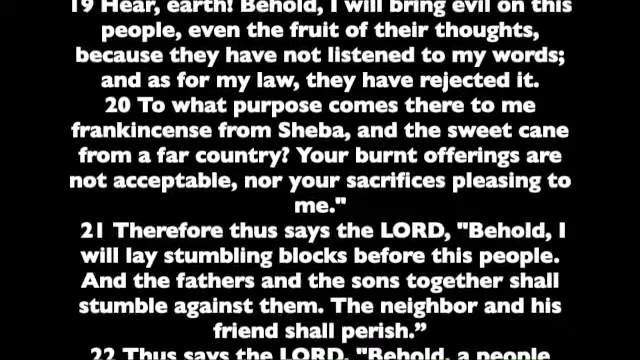 19 Hear, earth! Behold, I will bring evil on this
people, even the fruit of their thoughts,
because they have not listened to my words;
and as for my law, they have rejected it.
20 To what purpose comes there to me
frankincense from Sheba, and the sweet cane
from a far country? Your burnt offerings are
not acceptable, nor your sacrifices pleasing to
me."
21 Therefore thus says the LORD, "Behold, I
will lay stumbling blocks before this people.
And the fathers and the sons together shall
stumble against them. The neighbor and his
friend shall perish.”
22 Thus says the LORD, "Behold, a people